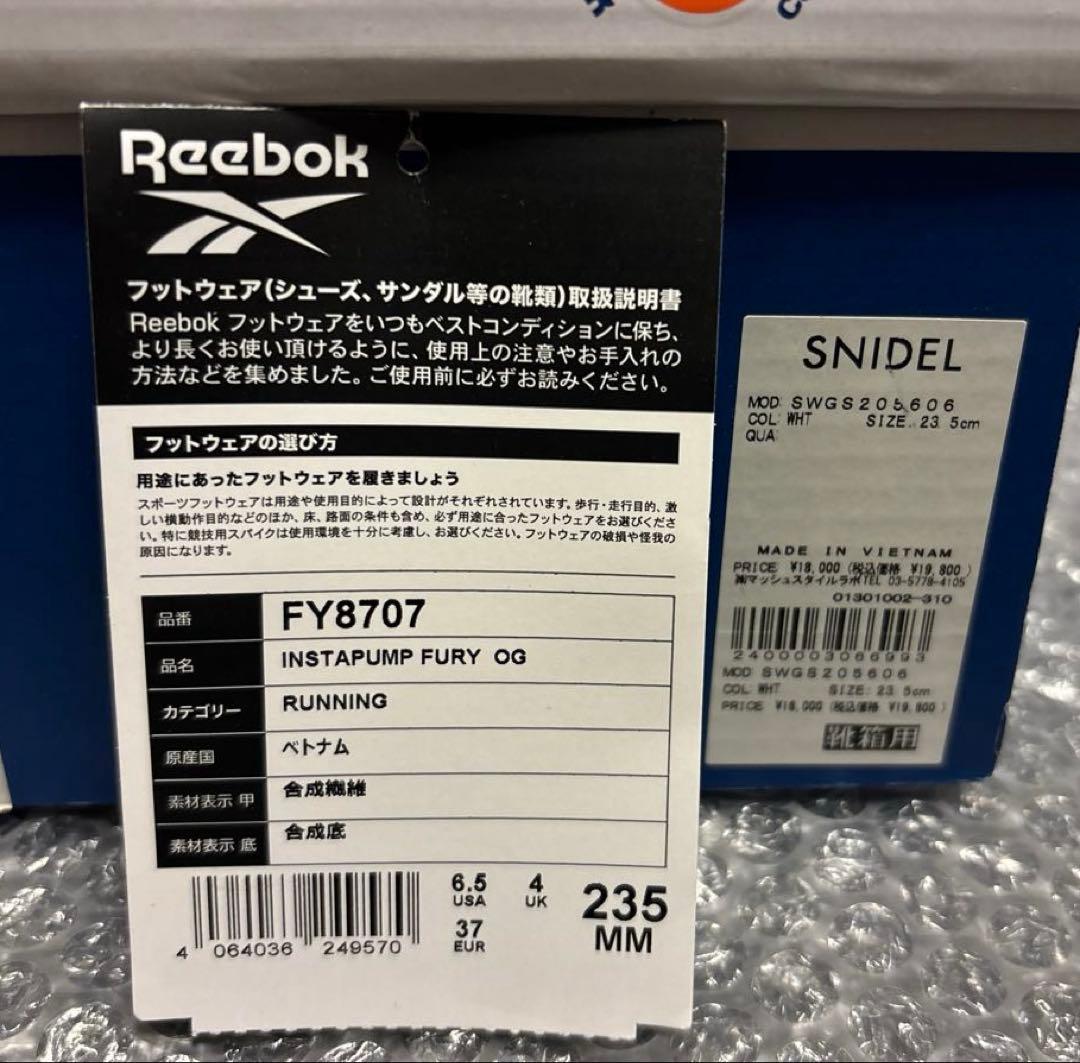 Reebok
フットウェア(シューズ、サンダル等の靴類)取扱説明書
Reebok フットウェアをいつもベストコンディションに保ち、
より長くお使い頂けるように、使用上の注意やお手入れの
方法などを集めました。ご使用前に必ずお読みください。
フットウェアの選び方
用途にあったフットウェアを履きましょう
スポーツフットウェアは用途や使用目的によって設計がそれぞれされています。歩行・走行目的、激
しい横動作目的などのほか、床、路面の条件も含め、必ず用途に合ったフットウェアをお選びくださ
い。特に競技用スパイクは使用環境を十分に考慮し、お選びください。フットウェアの破損や怪我の
原因になります。
品番 FY8707
品名 INSTAPUMP FURY OG
カテゴリー RUNNING
原産国 ベトナム
素材表示 甲 合成繊維
素材表示 底 合成底
4 064036 249570
6.5 USA
4 UK
37 EUR
235 MM
SNIDEL
MOD: SWGS205606
COL: WHT SIZE: 23.5cm
QUA:
MADE IN VIETNAM
PRICE ¥18,000 (税込価格 ¥19,800)
㈱マッシュスタイルラボTEL 03-5778-4105
01301002-310
2400003066993
MOD: SWGS205606
COL: WHT SIZE: 23.5cm
PRICE ¥18,000 (税込価格 ¥19,800)
靴箱用